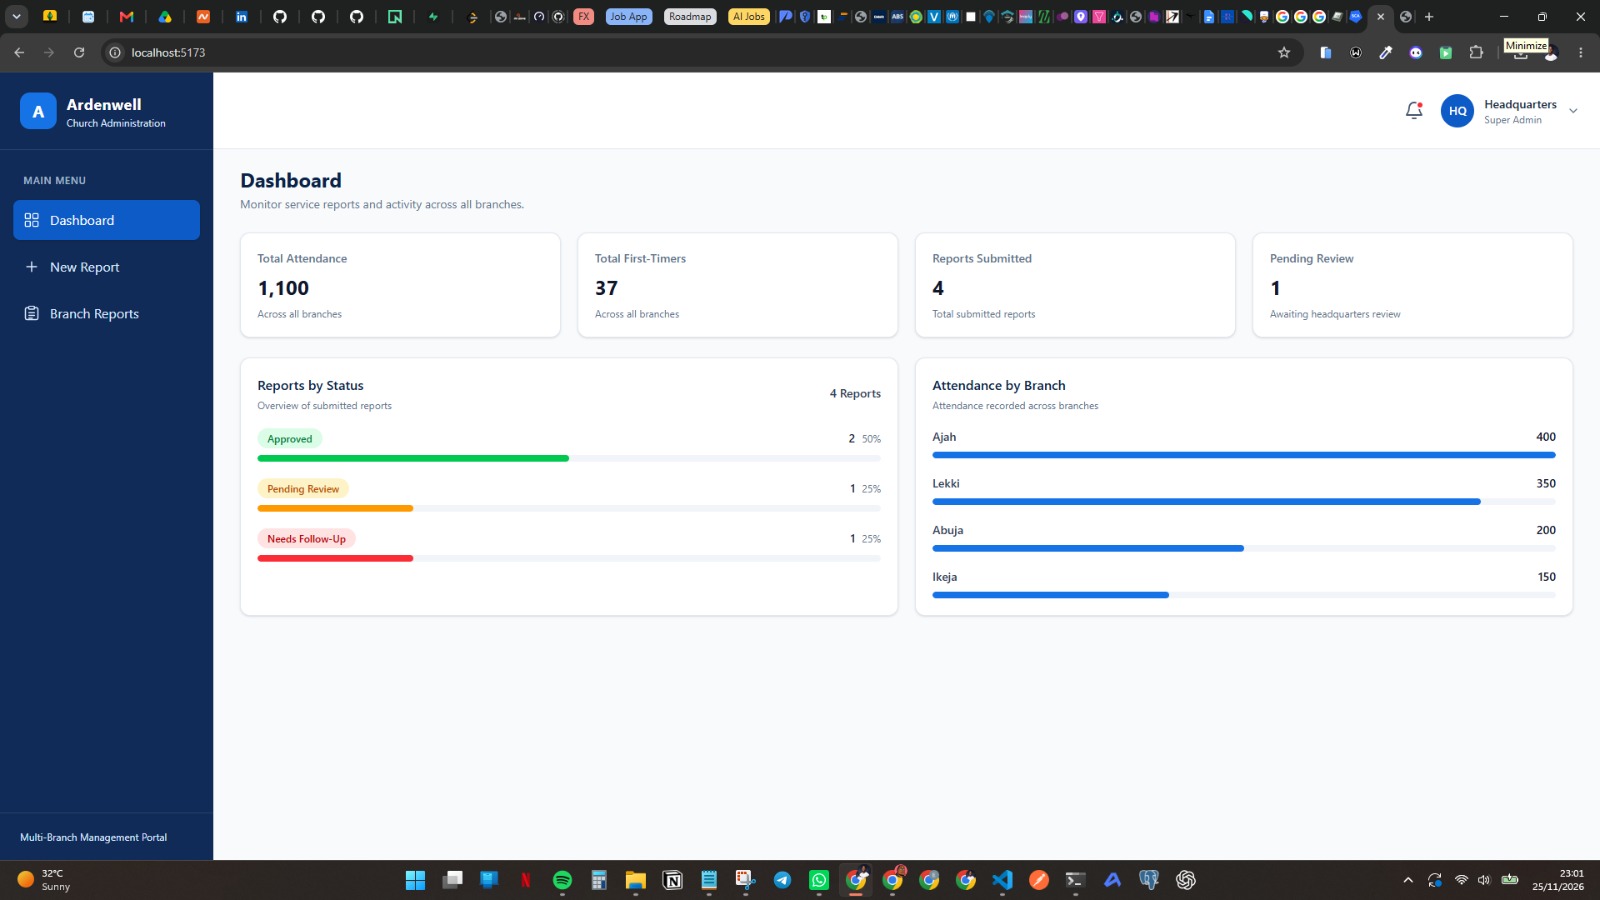 FX
Job App
Roadmap
AI Jobs
ABS
localhost:5173
Minimize
A
Ardenwell
Church Administration
MAIN MENU
Dashboard
New Report
Branch Reports
Multi-Branch Management Portal
HQ
Headquarters
Super Admin
Dashboard
Monitor service reports and activity across all branches.
Total Attendance
1,100
Across all branches
Total First-Timers
37
Across all branches
Reports Submitted
4
Total submitted reports
Pending Review
1
Awaiting headquarters review
Reports by Status
Overview of submitted reports
4 Reports
Approved
2 50%
Pending Review
1 25%
Needs Follow-Up
1 25%
Attendance by Branch
Attendance recorded across branches
Ajah
400
Lekki
350
Abuja
200
Ikeja
150
32°C
Sunny
23:01
25/11/2026